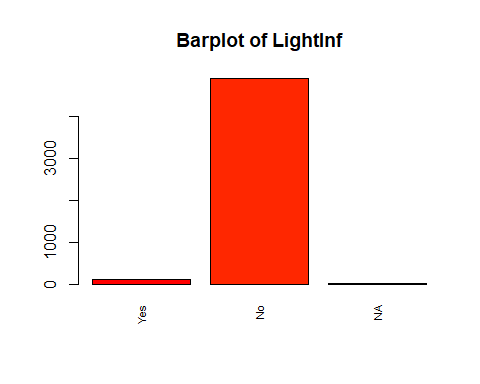 Barplot of LightInf
3000
1000
0
Yes
No
NA